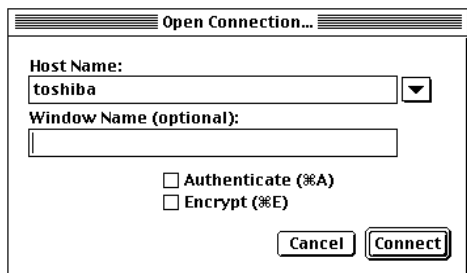 Open Connection...
Host Name:
toshiba
Window Name (optional):
Authenticate (⌘A)
Encrypt (⌘E)
Cancel Connect